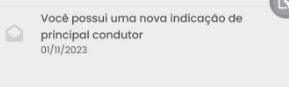 Você possui uma nova indicação de
principal condutor
01/11/2023